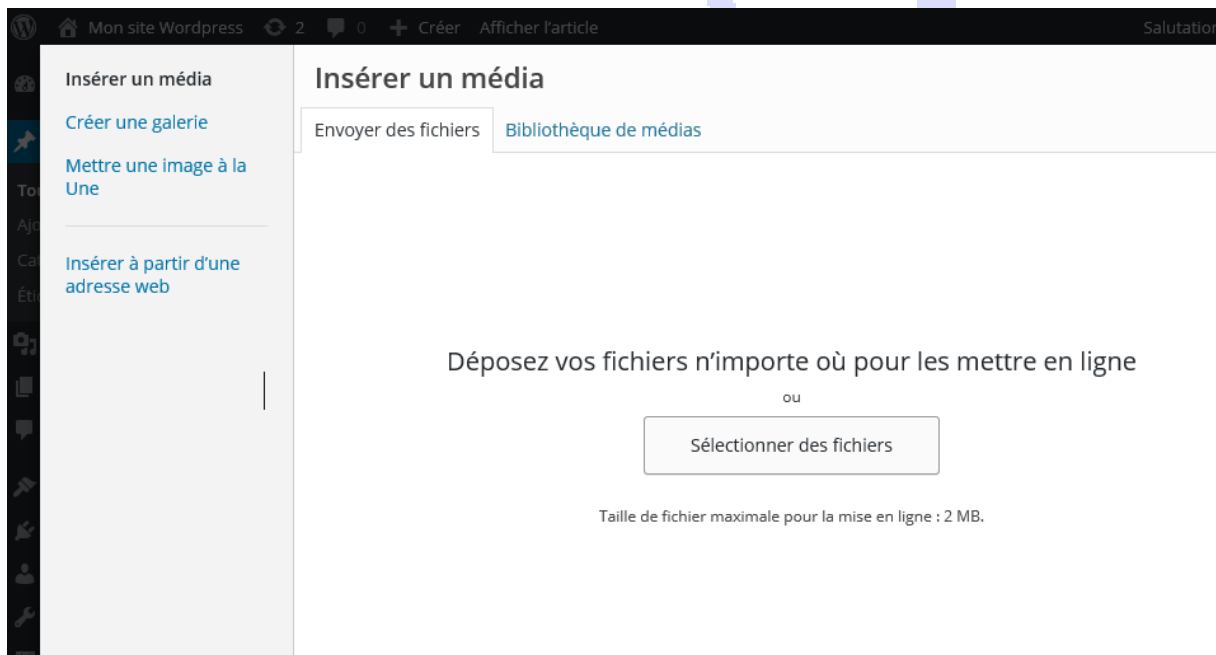 Mon site Wordpress 2 0 + Créer Afficher l'article Salutation
Insérer un média
Créer une galerie
Mettre une image à la
Une
Insérer à partir d'une
adresse web
Insérer un média
Envoyer des fichiers Bibliothèque de médias
Déposez vos fichiers n'importe où pour les mettre en ligne
ou
Sélectionner des fichiers
Taille de fichier maximale pour la mise en ligne : 2 MB.